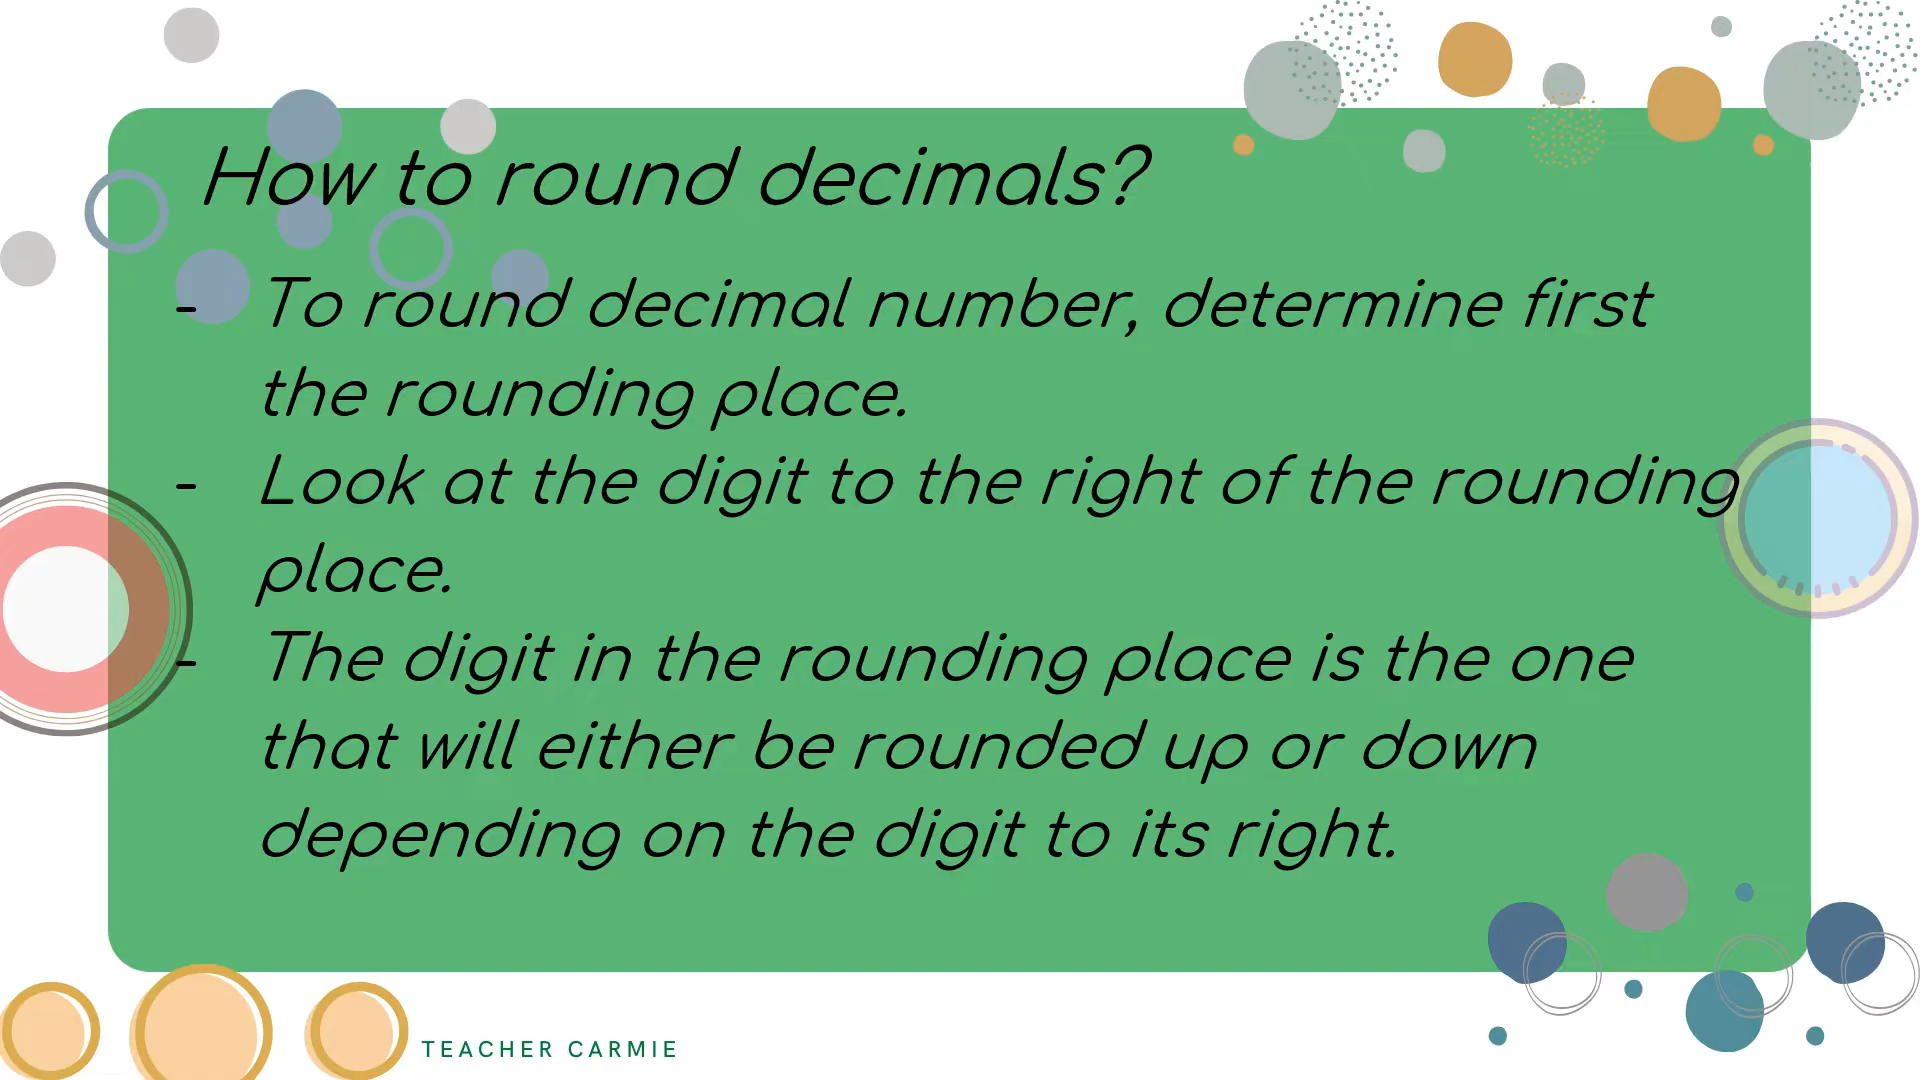 How to round decimals?
- To round decimal number, determine first
the rounding place.
- Look at the digit to the right of the rounding
place.
- The digit in the rounding place is the one
that will either be rounded up or down
depending on the digit to its right.
TEACHER CARMIE